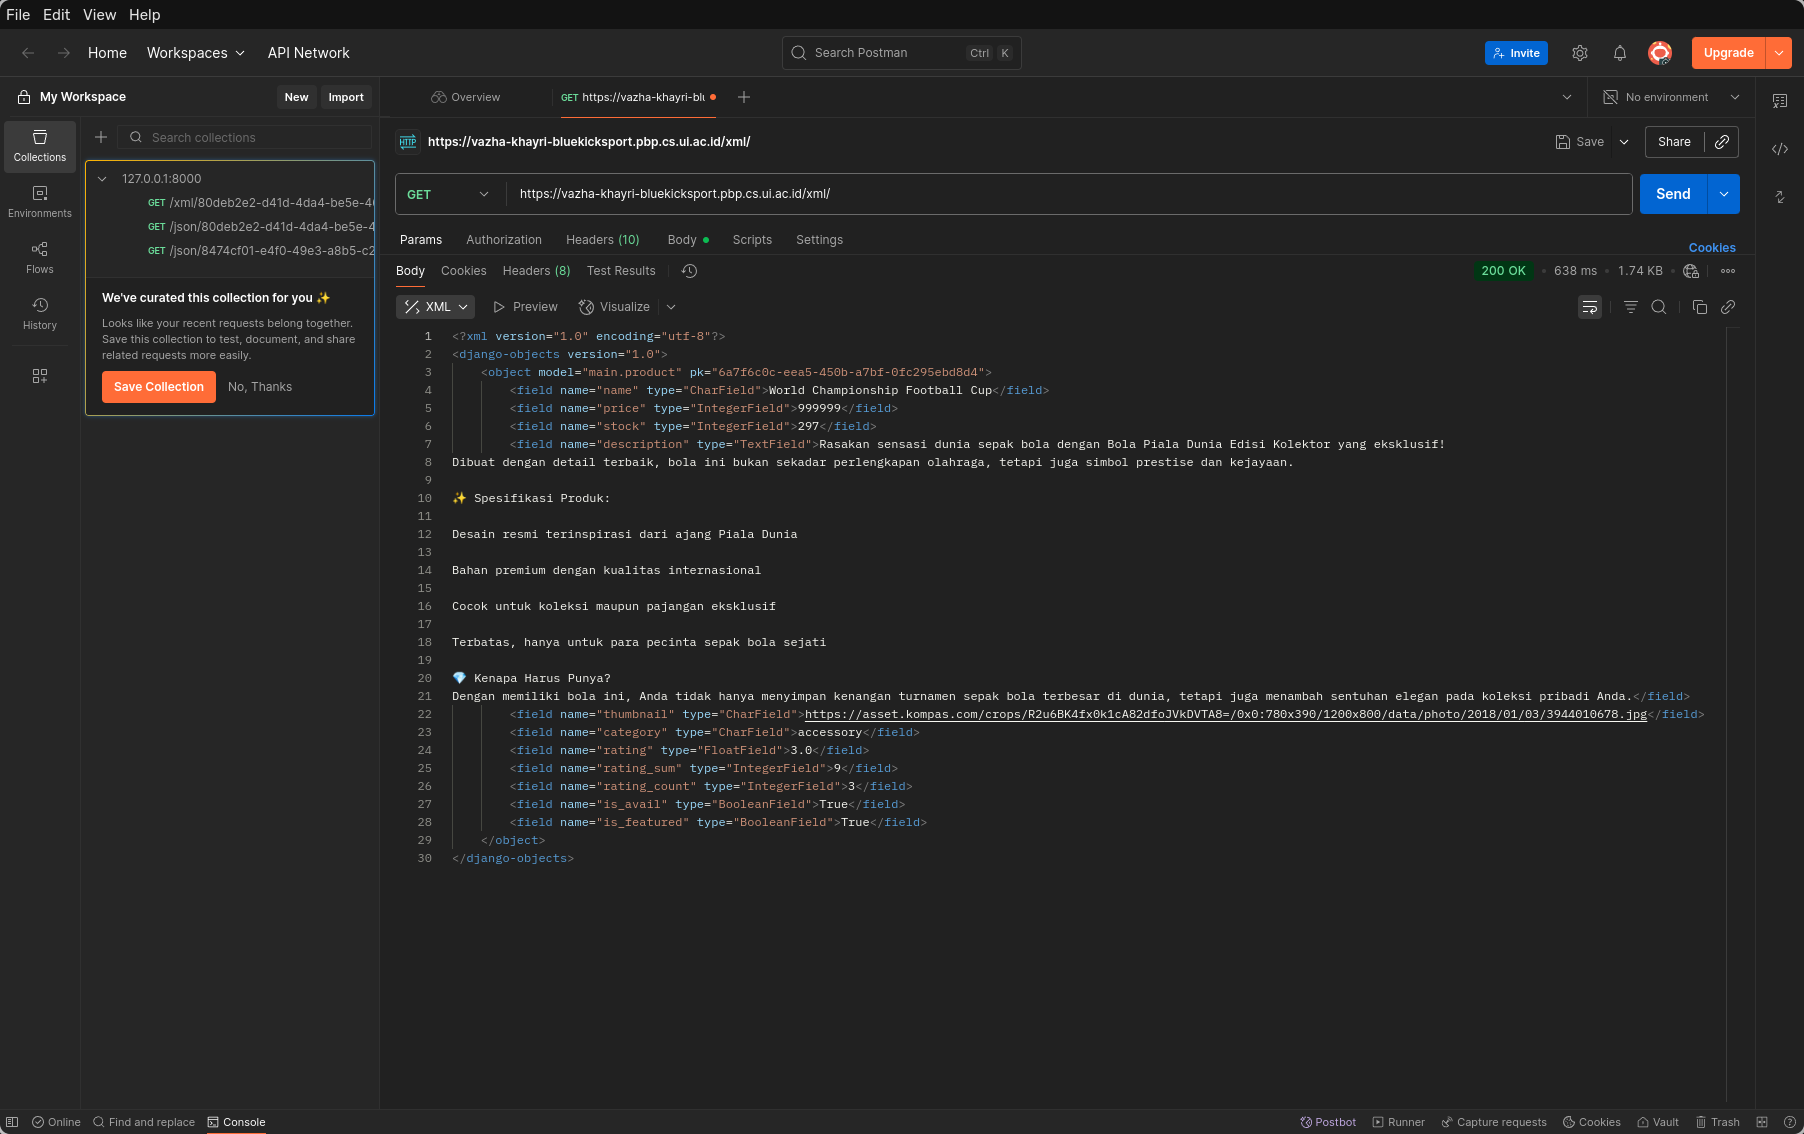 File Edit View Help
Home Workspaces API Network Search Postman Ctrl K Invite Upgrade
My Workspace New Import Overview GET https://vazha-khayri-blu No environment
Search collections
Collections
Environments
Flows
History
127.0.0.1:8000
GET /xml/80deb2e2-d41d-4da4-be5e-4
GET /json/80deb2e2-d41d-4da4-be5e-4
GET /json/8474cf01-e4f0-49e3-a8b5-c2
We've curated this collection for you ✨
Looks like your recent requests belong together.
Save this collection to test, document, and share
related requests more easily.
Save Collection No, Thanks
HTTP https://vazha-khayri-bluekicksport.pbp.cs.ui.ac.id/xml/ Save Share
GET https://vazha-khayri-bluekicksport.pbp.cs.ui.ac.id/xml/ Send
Params Authorization Headers (10) Body Scripts Settings Cookies
Body Cookies Headers (8) Test Results 200 OK • 638 ms • 1.74 KB •
XML Preview Visualize
1 <?xml version="1.0" encoding="utf-8"?>
2 <django-objects version="1.0">
3 <object model="main.product" pk="6a7f6c0c-eea5-450b-a7bf-0fc295ebd8d4">
4 <field name="name" type="CharField">World Championship Football Cup</field>
5 <field name="price" type="IntegerField">999999</field>
6 <field name="stock" type="IntegerField">297</field>
7 <field name="description" type="TextField">Rasakan sensasi dunia sepak bola dengan Bola Piala Dunia Edisi Kolektor yang eksklusif!
8 Dibuat dengan detail terbaik, bola ini bukan sekadar perlengkapan olahraga, tetapi juga simbol prestise dan kejayaan.
9
10 ✨ Spesifikasi Produk:
11
12 Desain resmi terinspirasi dari ajang Piala Dunia
13
14 Bahan premium dengan kualitas internasional
15
16 Cocok untuk koleksi maupun pajangan eksklusif
17
18 Terbatas, hanya untuk para pecinta sepak bola sejati
19
20 💎 Kenapa Harus Punya?
21 Dengan memiliki bola ini, Anda tidak hanya menyimpan kenangan turnamen sepak bola terbesar di dunia, tetapi juga menambah sentuhan elegan pada koleksi pribadi Anda.</field>
22 <field name="thumbnail" type="CharField">https://asset.kompas.com/crops/R2u6BK4fx0k1cA82dfoJVkDVTA8=/0x0:780x390/1200x800/data/photo/2018/01/03/3944010678.jpg</field>
23 <field name="category" type="CharField">accessory</field>
24 <field name="rating" type="FloatField">3.0</field>
25 <field name="rating_sum" type="IntegerField">9</field>
26 <field name="rating_count" type="IntegerField">3</field>
27 <field name="is_avail" type="BooleanField">True</field>
28 <field name="is_featured" type="BooleanField">True</field>
29 </object>
30 </django-objects>
Online Find and replace Console Postbot Runner Capture requests Cookies Vault Trash